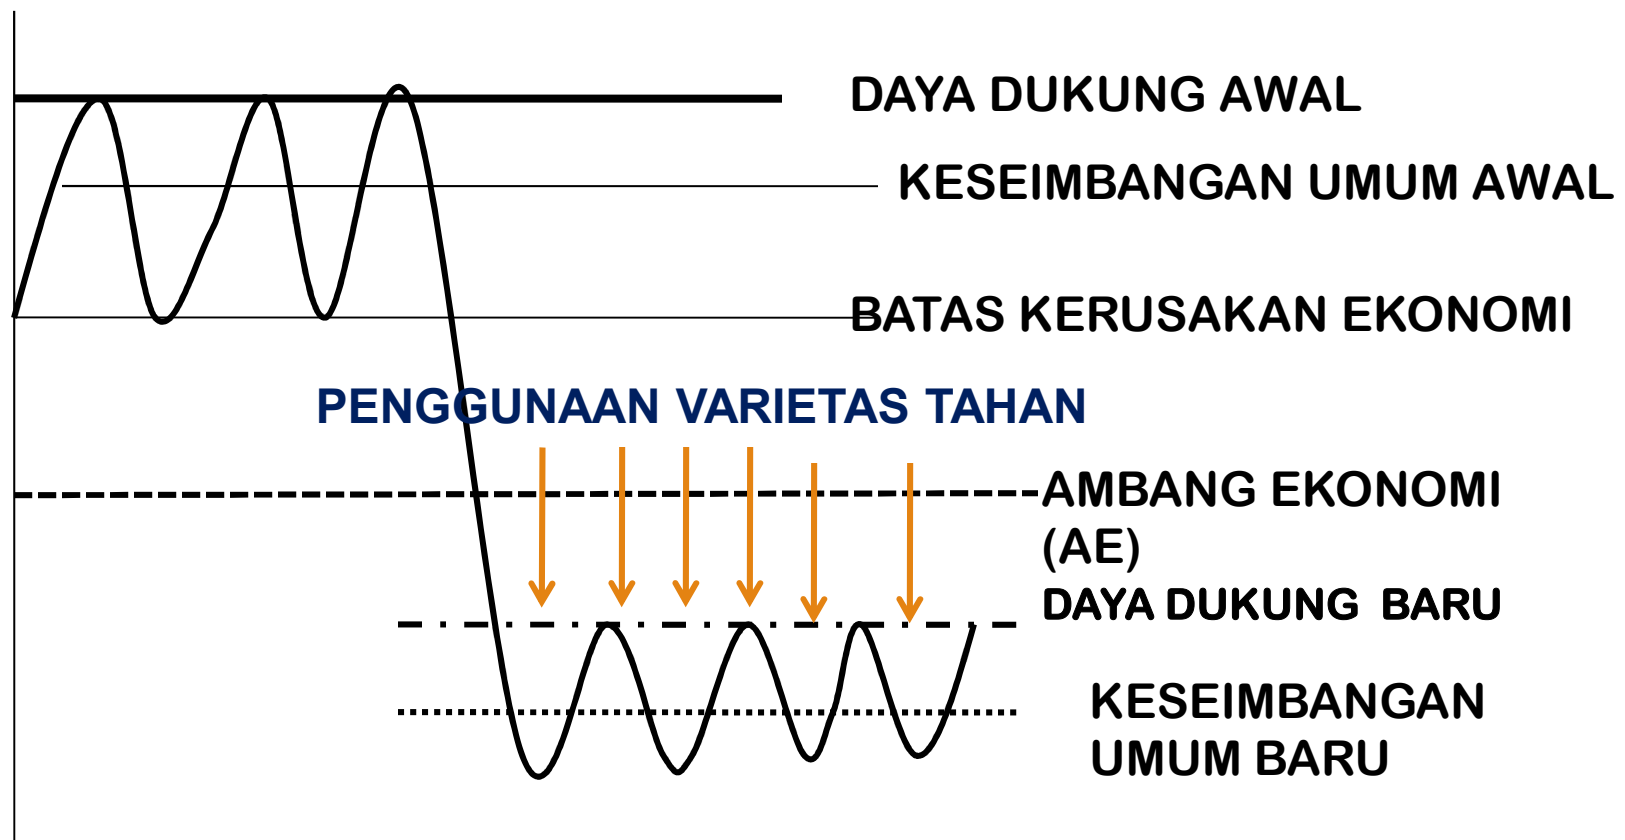 DAYA DUKUNG AWAL
KESEIMBANGAN UMUM AWAL
BATAS KERUSAKAN EKONOMI
PENGGUNAAN VARIETAS TAHAN
AMBANG EKONOMI
(AE)
DAYA DUKUNG BARU
KESEIMBANGAN
UMUM BARU